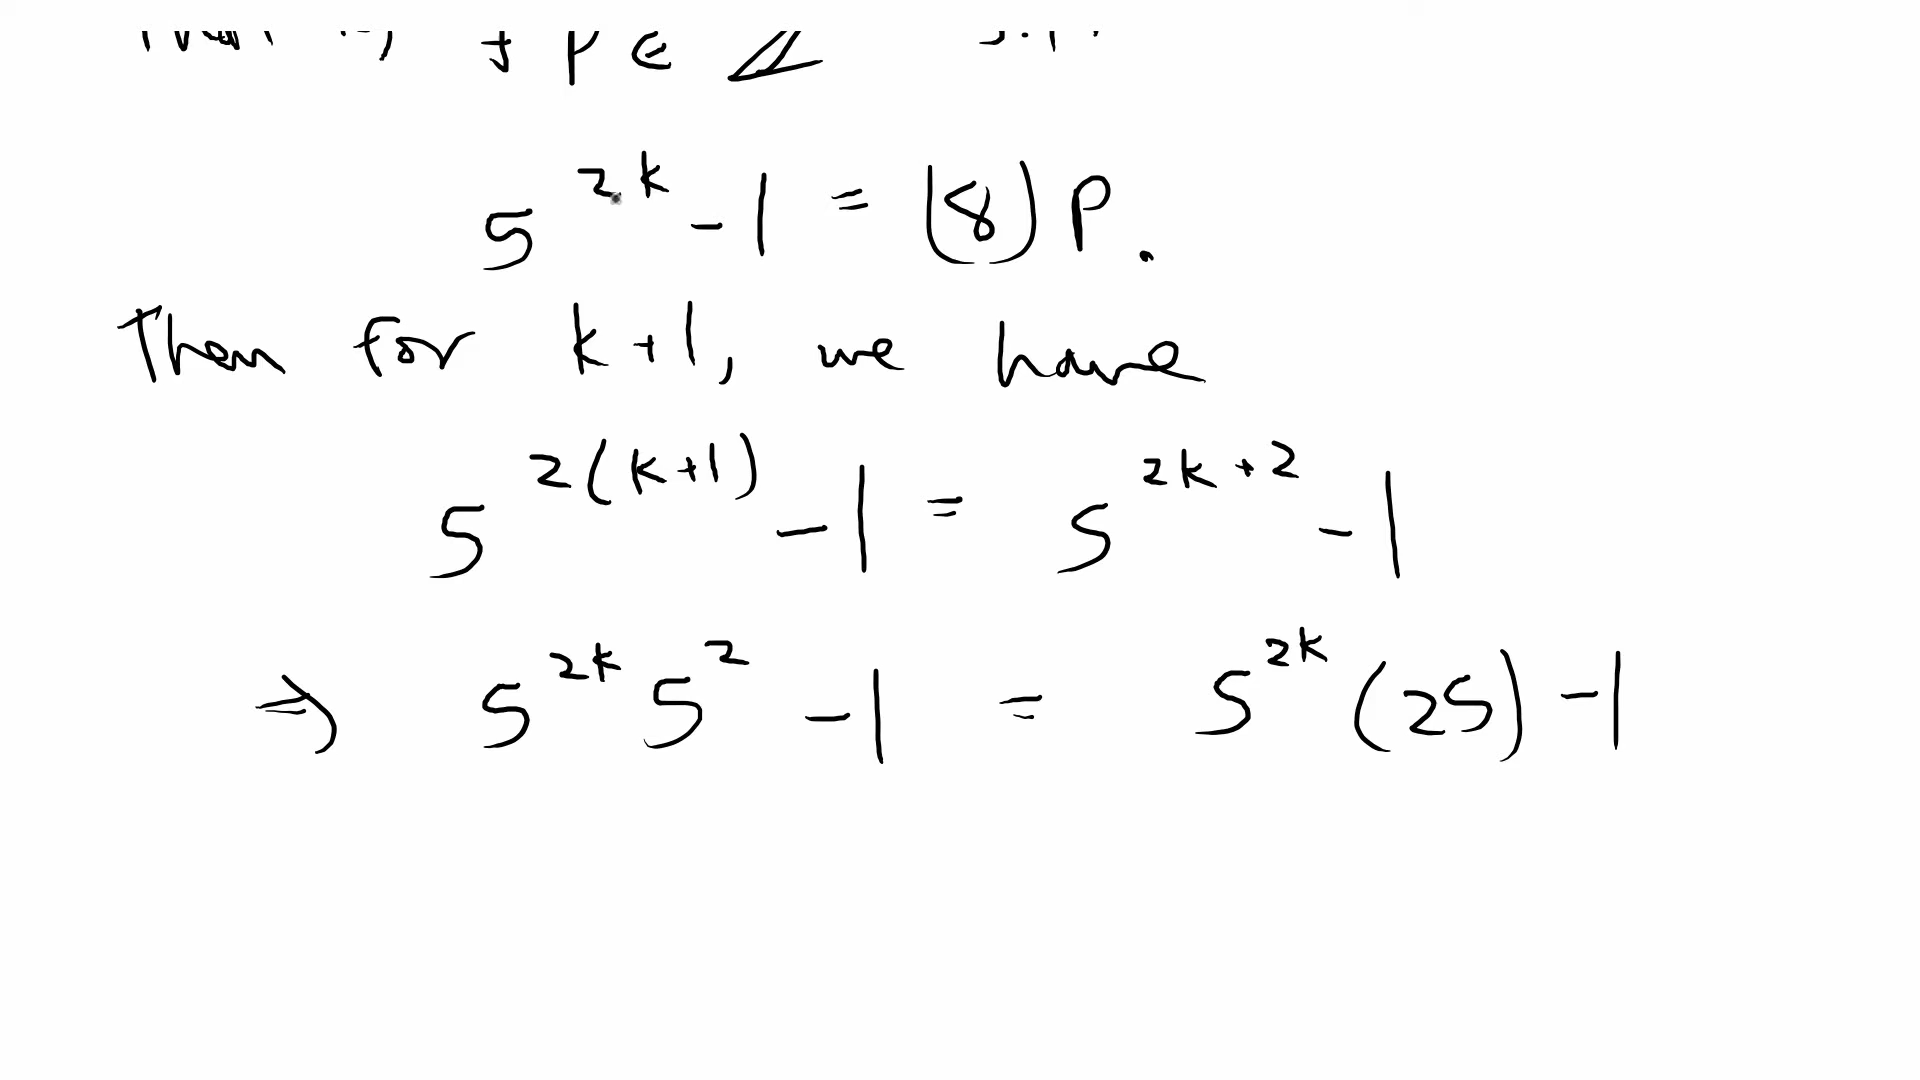 ∃ p ∈ ℤ s.t.
5^{2k} - 1 = (8)p.
Then for k+1, we have
5^{2(k+1)} - 1 = 5^{2k+2} - 1
⇒ 5^{2k} 5^2 - 1 = 5^{2k} (25) - 1